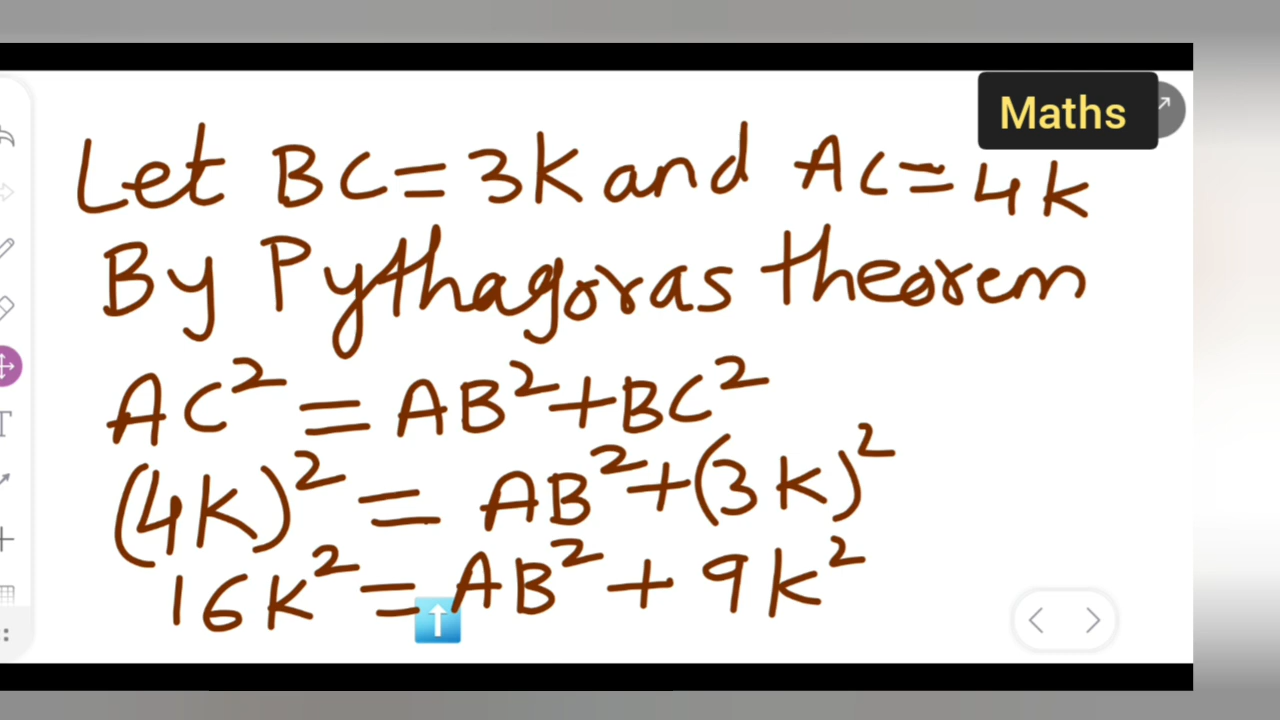 Maths
Let BC=3K and AC=4K
By Pythagoras theorem
AC²=AB²+BC²
(4K)²=AB²+(3K)²
16K²=AB²+9K²